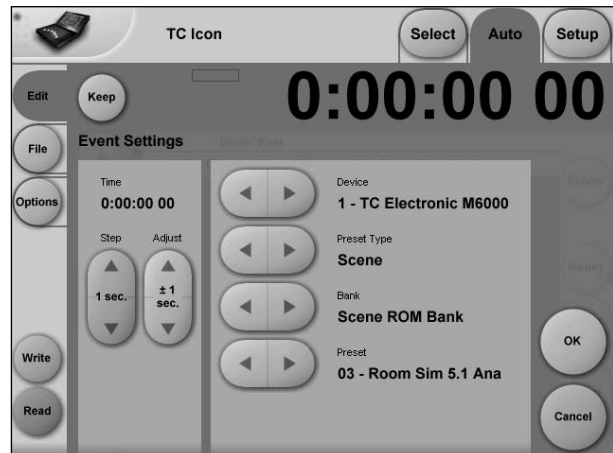 TC Icon
Select
Auto
Setup
Edit
Keep
0:00:00 00
File
Event Settings
Options
Time
0:00:00 00
Step
Adjust
1 sec.
± 1
sec.
Device
1 - TC Electronic M6000
Preset Type
Scene
Bank
Scene ROM Bank
Preset
03 - Room Sim 5.1 Ana
Modify
Write
Read
OK
Cancel